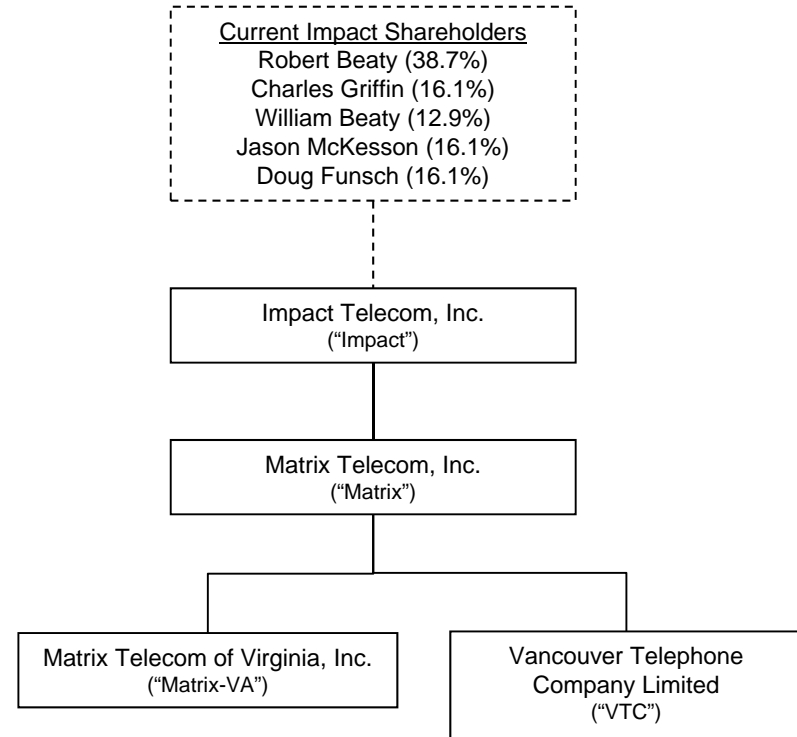 Current Impact Shareholders
Robert Beaty (38.7%)
Charles Griffin (16.1%)
William Beaty (12.9%)
Jason McKesson (16.1%)
Doug Funsch (16.1%)
Impact Telecom, Inc.
(“Impact”)
Matrix Telecom, Inc.
(“Matrix”)
Matrix Telecom of Virginia, Inc.
(“Matrix-VA”)
Vancouver Telephone
Company Limited
(“VTC”)